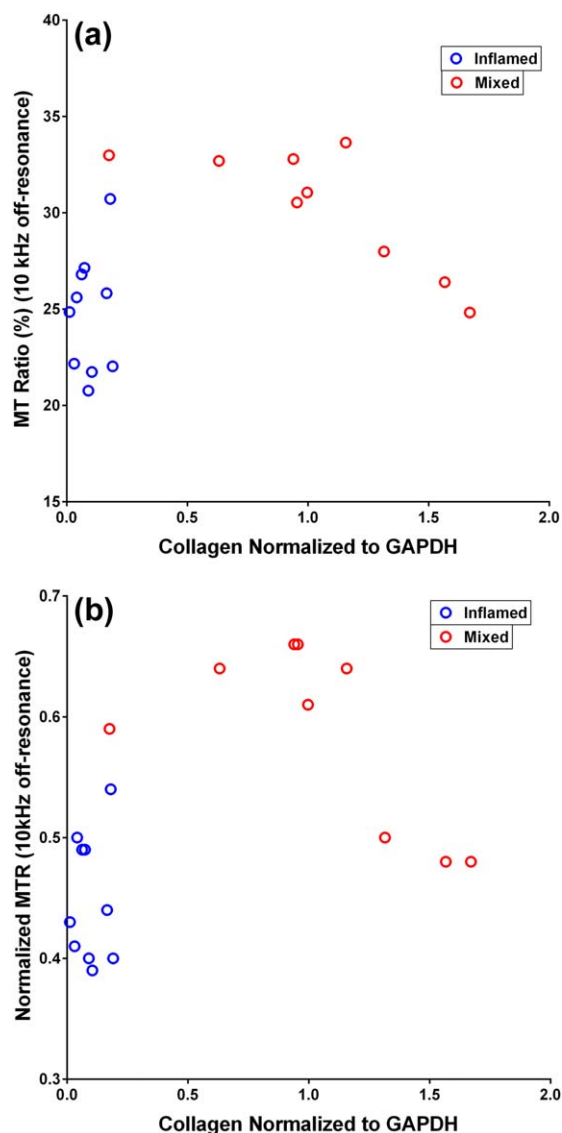 (a)
Inflamed
Mixed
MT Ratio (%) (10 kHz off-resonance)
40
35
30
25
20
15
0.0 0.5 1.0 1.5 2.0
Collagen Normalized to GAPDH
(b)
Inflamed
Mixed
Normalized MTR (10kHz off-resonance)
0.7
0.6
0.5
0.4
0.3
0.0 0.5 1.0 1.5 2.0
Collagen Normalized to GAPDH